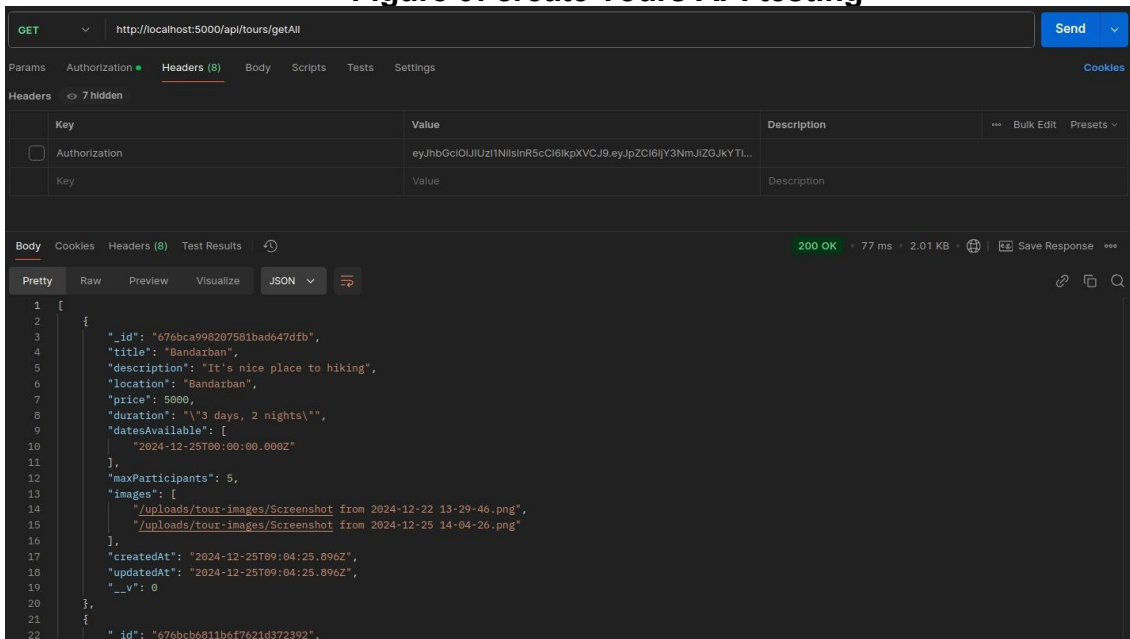 GET http://localhost:5000/api/tours/getAll Send
Params Authorization Headers (8) Body Scripts Tests Settings Cookies
Headers 7 hidden
Key Value Description Bulk Edit Presets
Authorization
Key Value Description
Body Cookies Headers (8) Test Results 200 OK 77 ms 2.01 KB Save Response
Pretty Raw Preview Visualize JSON
1 [
2 {
3 "_id": "676bca998207581bad647dfb",
4 "title": "Bandarban",
5 "description": "It's nice place to hiking",
6 "location": "Bandarban",
7 "price": 5000,
8 "duration": "\"3 days, 2 nights\"",
9 "datesAvailable": [
10 "2024-12-25T00:00:00.000Z"
11 ],
12 "maxParticipants": 5,
13 "images": [
14 "/uploads/tour-images/Screenshot from 2024-12-22 13-29-46.png",
15 "/uploads/tour-images/Screenshot from 2024-12-25 14-04-26.png"
16 ],
17 "createdAt": "2024-12-25T09:04:25.896Z",
18 "updatedAt": "2024-12-25T09:04:25.896Z",
19 "__v": 0
20 },
21 {
22 "_id": "676bcb6811b6f7621d372392",